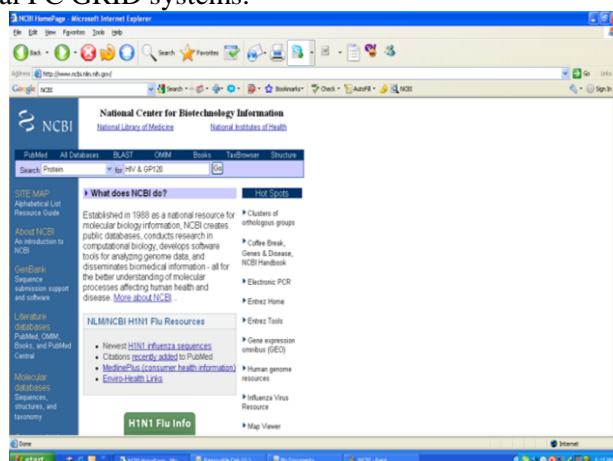 al PC GRID systems.
NCBI HomePage - Microsoft Internet Explorer
File Edit View Favorites Tools Help
Back Search Favorites
Address http://www.ncbi.nlm.nih.gov/ Go Links
Google NCBI Search Bookmarks Check AutoFill NCBI Sign In
NCBI
National Center for Biotechnology Information
National Library of Medicine National Institutes of Health
PubMed All Databases BLAST OMIM Books TaxBrowser Structure
Search Protein for HIV & GP120 Go
SITE MAP
Alphabetical List
Resource Guide
About NCBI
An introduction to
NCBI
GenBank
Sequence
submission support
and software
Literature
databases
PubMed, OMIM,
Books, and PubMed
Central
Molecular
databases
Sequences,
structures, and
taxonomy
What does NCBI do?
Established in 1988 as a national resource for
molecular biology information, NCBI creates
public databases, conducts research in
computational biology, develops software
tools for analyzing genome data, and
disseminates biomedical information - all for
the better understanding of molecular
processes affecting human health and
disease. More about NCBI...
NLM/NCBI H1N1 Flu Resources
• Newest H1N1 influenza sequences
• Citations recently added to PubMed
• MedlinePlus (consumer health information)
• Enviro-Health Links
H1N1 Flu Info
Hot Spots
Clusters of
orthologous groups
Coffee Break,
Genes & Disease,
NCBI Handbook
Electronic PCR
Entrez Home
Entrez Tools
Gene expression
omnibus (GEO)
Human genome
resources
Influenza Virus
Resource
Map Viewer
Done Internet
start